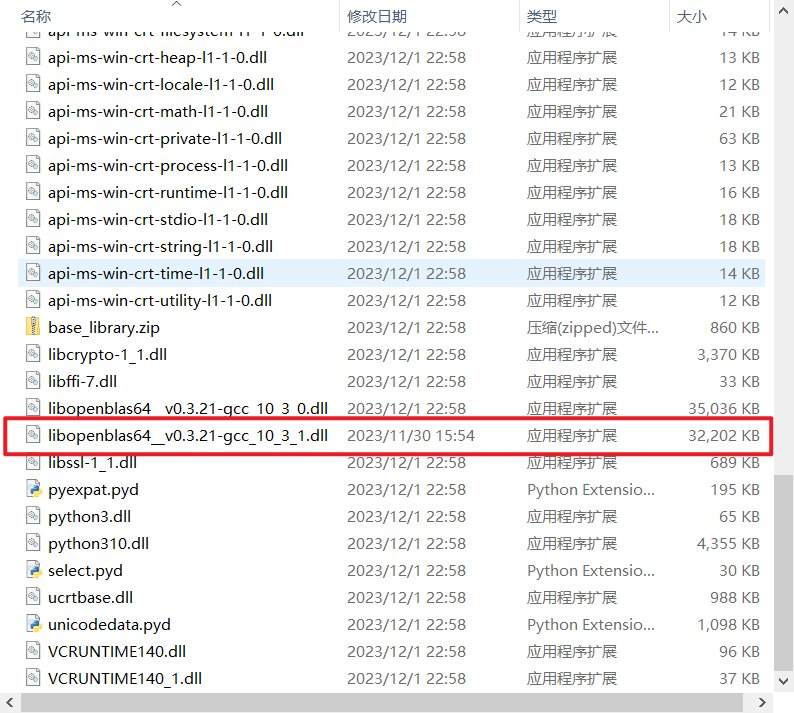 名称 修改日期 类型 大小
api-ms-win-crt-filesystem-l1-1-0.dll 2023/12/1 22:58 应用程序扩展 14 KB
api-ms-win-crt-heap-l1-1-0.dll 2023/12/1 22:58 应用程序扩展 13 KB
api-ms-win-crt-locale-l1-1-0.dll 2023/12/1 22:58 应用程序扩展 12 KB
api-ms-win-crt-math-l1-1-0.dll 2023/12/1 22:58 应用程序扩展 21 KB
api-ms-win-crt-private-l1-1-0.dll 2023/12/1 22:58 应用程序扩展 63 KB
api-ms-win-crt-process-l1-1-0.dll 2023/12/1 22:58 应用程序扩展 13 KB
api-ms-win-crt-runtime-l1-1-0.dll 2023/12/1 22:58 应用程序扩展 16 KB
api-ms-win-crt-stdio-l1-1-0.dll 2023/12/1 22:58 应用程序扩展 18 KB
api-ms-win-crt-string-l1-1-0.dll 2023/12/1 22:58 应用程序扩展 18 KB
api-ms-win-crt-time-l1-1-0.dll 2023/12/1 22:58 应用程序扩展 14 KB
api-ms-win-crt-utility-l1-1-0.dll 2023/12/1 22:58 应用程序扩展 12 KB
base_library.zip 2023/12/1 22:58 压缩(zipped)文件... 860 KB
libcrypto-1_1.dll 2023/12/1 22:58 应用程序扩展 3,370 KB
libffi-7.dll 2023/12/1 22:58 应用程序扩展 33 KB
libopenblas64__v0.3.21-gcc_10_3_0.dll 2023/12/1 22:58 应用程序扩展 35,036 KB
libopenblas64__v0.3.21-gcc_10_3_1.dll 2023/11/30 15:54 应用程序扩展 32,202 KB
libssl-1_1.dll 2023/12/1 22:58 应用程序扩展 689 KB
pyexpat.pyd 2023/12/1 22:58 Python Extensio... 195 KB
python3.dll 2023/12/1 22:58 应用程序扩展 65 KB
python310.dll 2023/12/1 22:58 应用程序扩展 4,355 KB
select.pyd 2023/12/1 22:58 Python Extensio... 30 KB
ucrtbase.dll 2023/12/1 22:58 应用程序扩展 988 KB
unicodedata.pyd 2023/12/1 22:58 Python Extensio... 1,098 KB
VCRUNTIME140.dll 2023/12/1 22:58 应用程序扩展 96 KB
VCRUNTIME140_1.dll 2023/12/1 22:58 应用程序扩展 37 KB